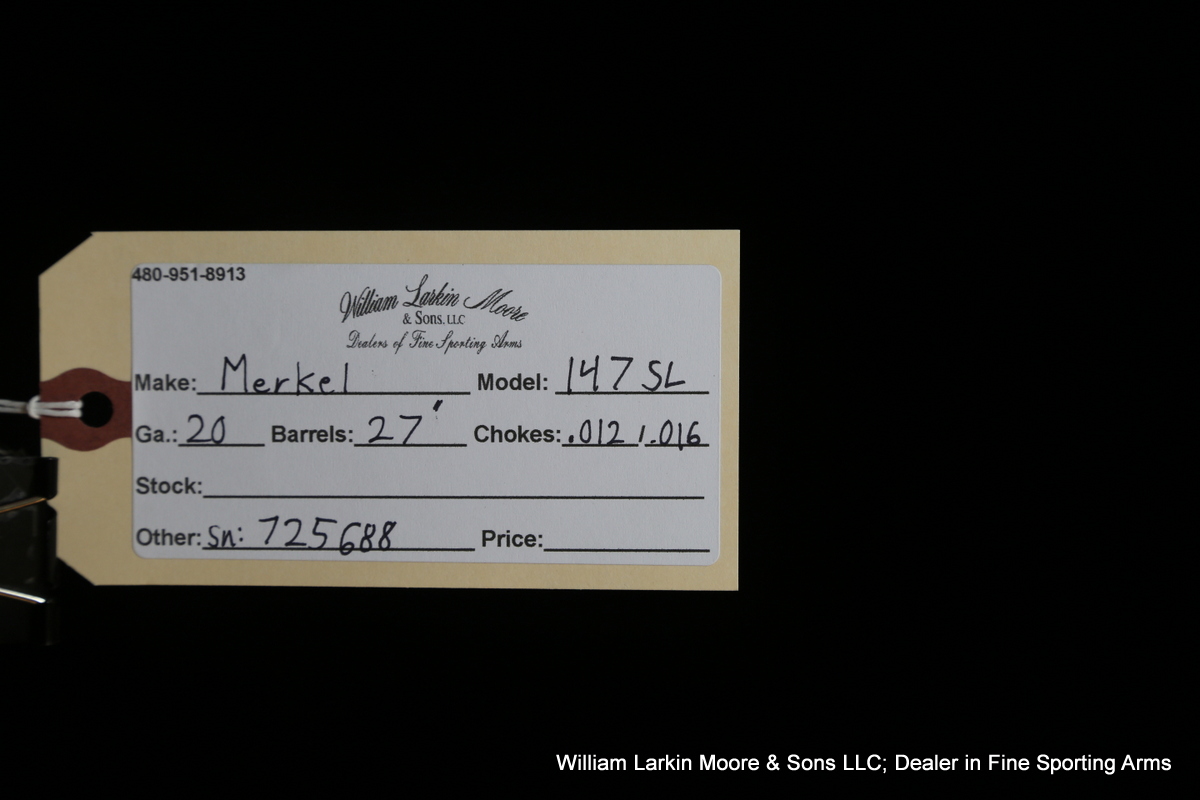 480-951-8913
William Larkin Moore
& Sons, LLC
Dealers of Fine Sporting Arms
Make: Merkel Model: 147 SL
Ga.: 20 Barrels: 27" Chokes: .012 / .016
Stock:
Other: Sn: 725688 Price:
William Larkin Moore & Sons LLC; Dealer in Fine Sporting Arms